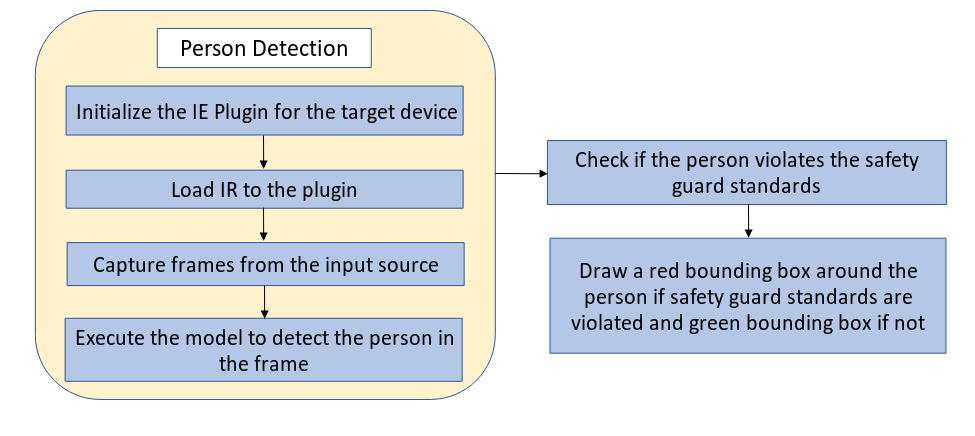 Person Detection
Initialize the IE Plugin for the target device
Load IR to the plugin
Capture frames from the input source
Execute the model to detect the person in
the frame
Check if the person violates the safety
guard standards
Draw a red bounding box around the
person if safety guard standards are
violated and green bounding box if not